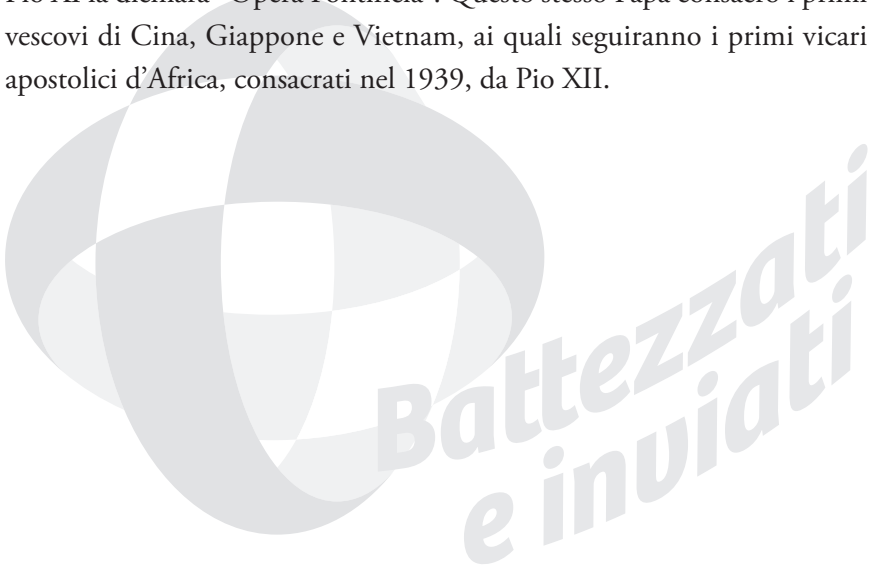 vescovi di Cina, Giappone e Vietnam, ai quali seguiranno i primi vicari
apostolici d’Africa, consacrati nel 1939, da Pio XII.
Battezzati
e inviati